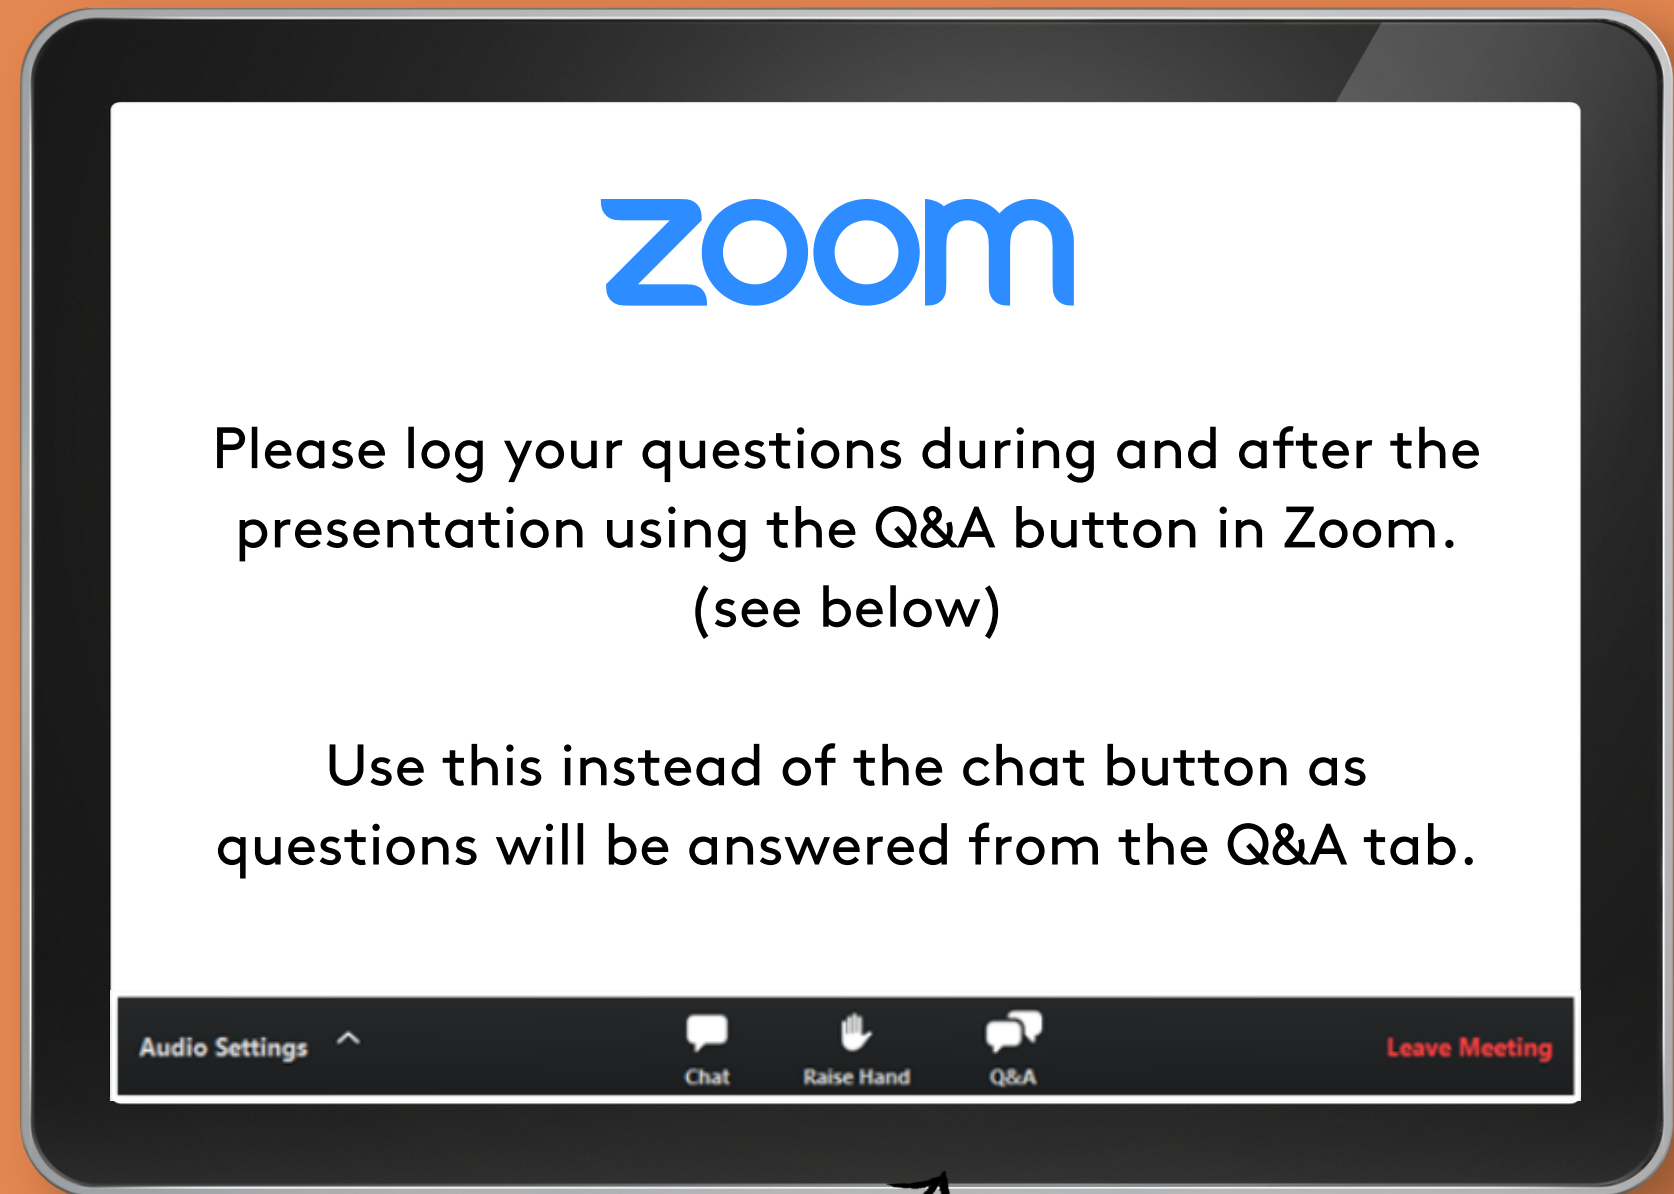 zoom
Please log your questions during and after the
presentation using the Q&A button in Zoom.
(see below)
Use this instead of the chat button as
questions will be answered from the Q&A tab.
Audio Settings
Chat
Raise Hand
Q&A
Leave Meeting